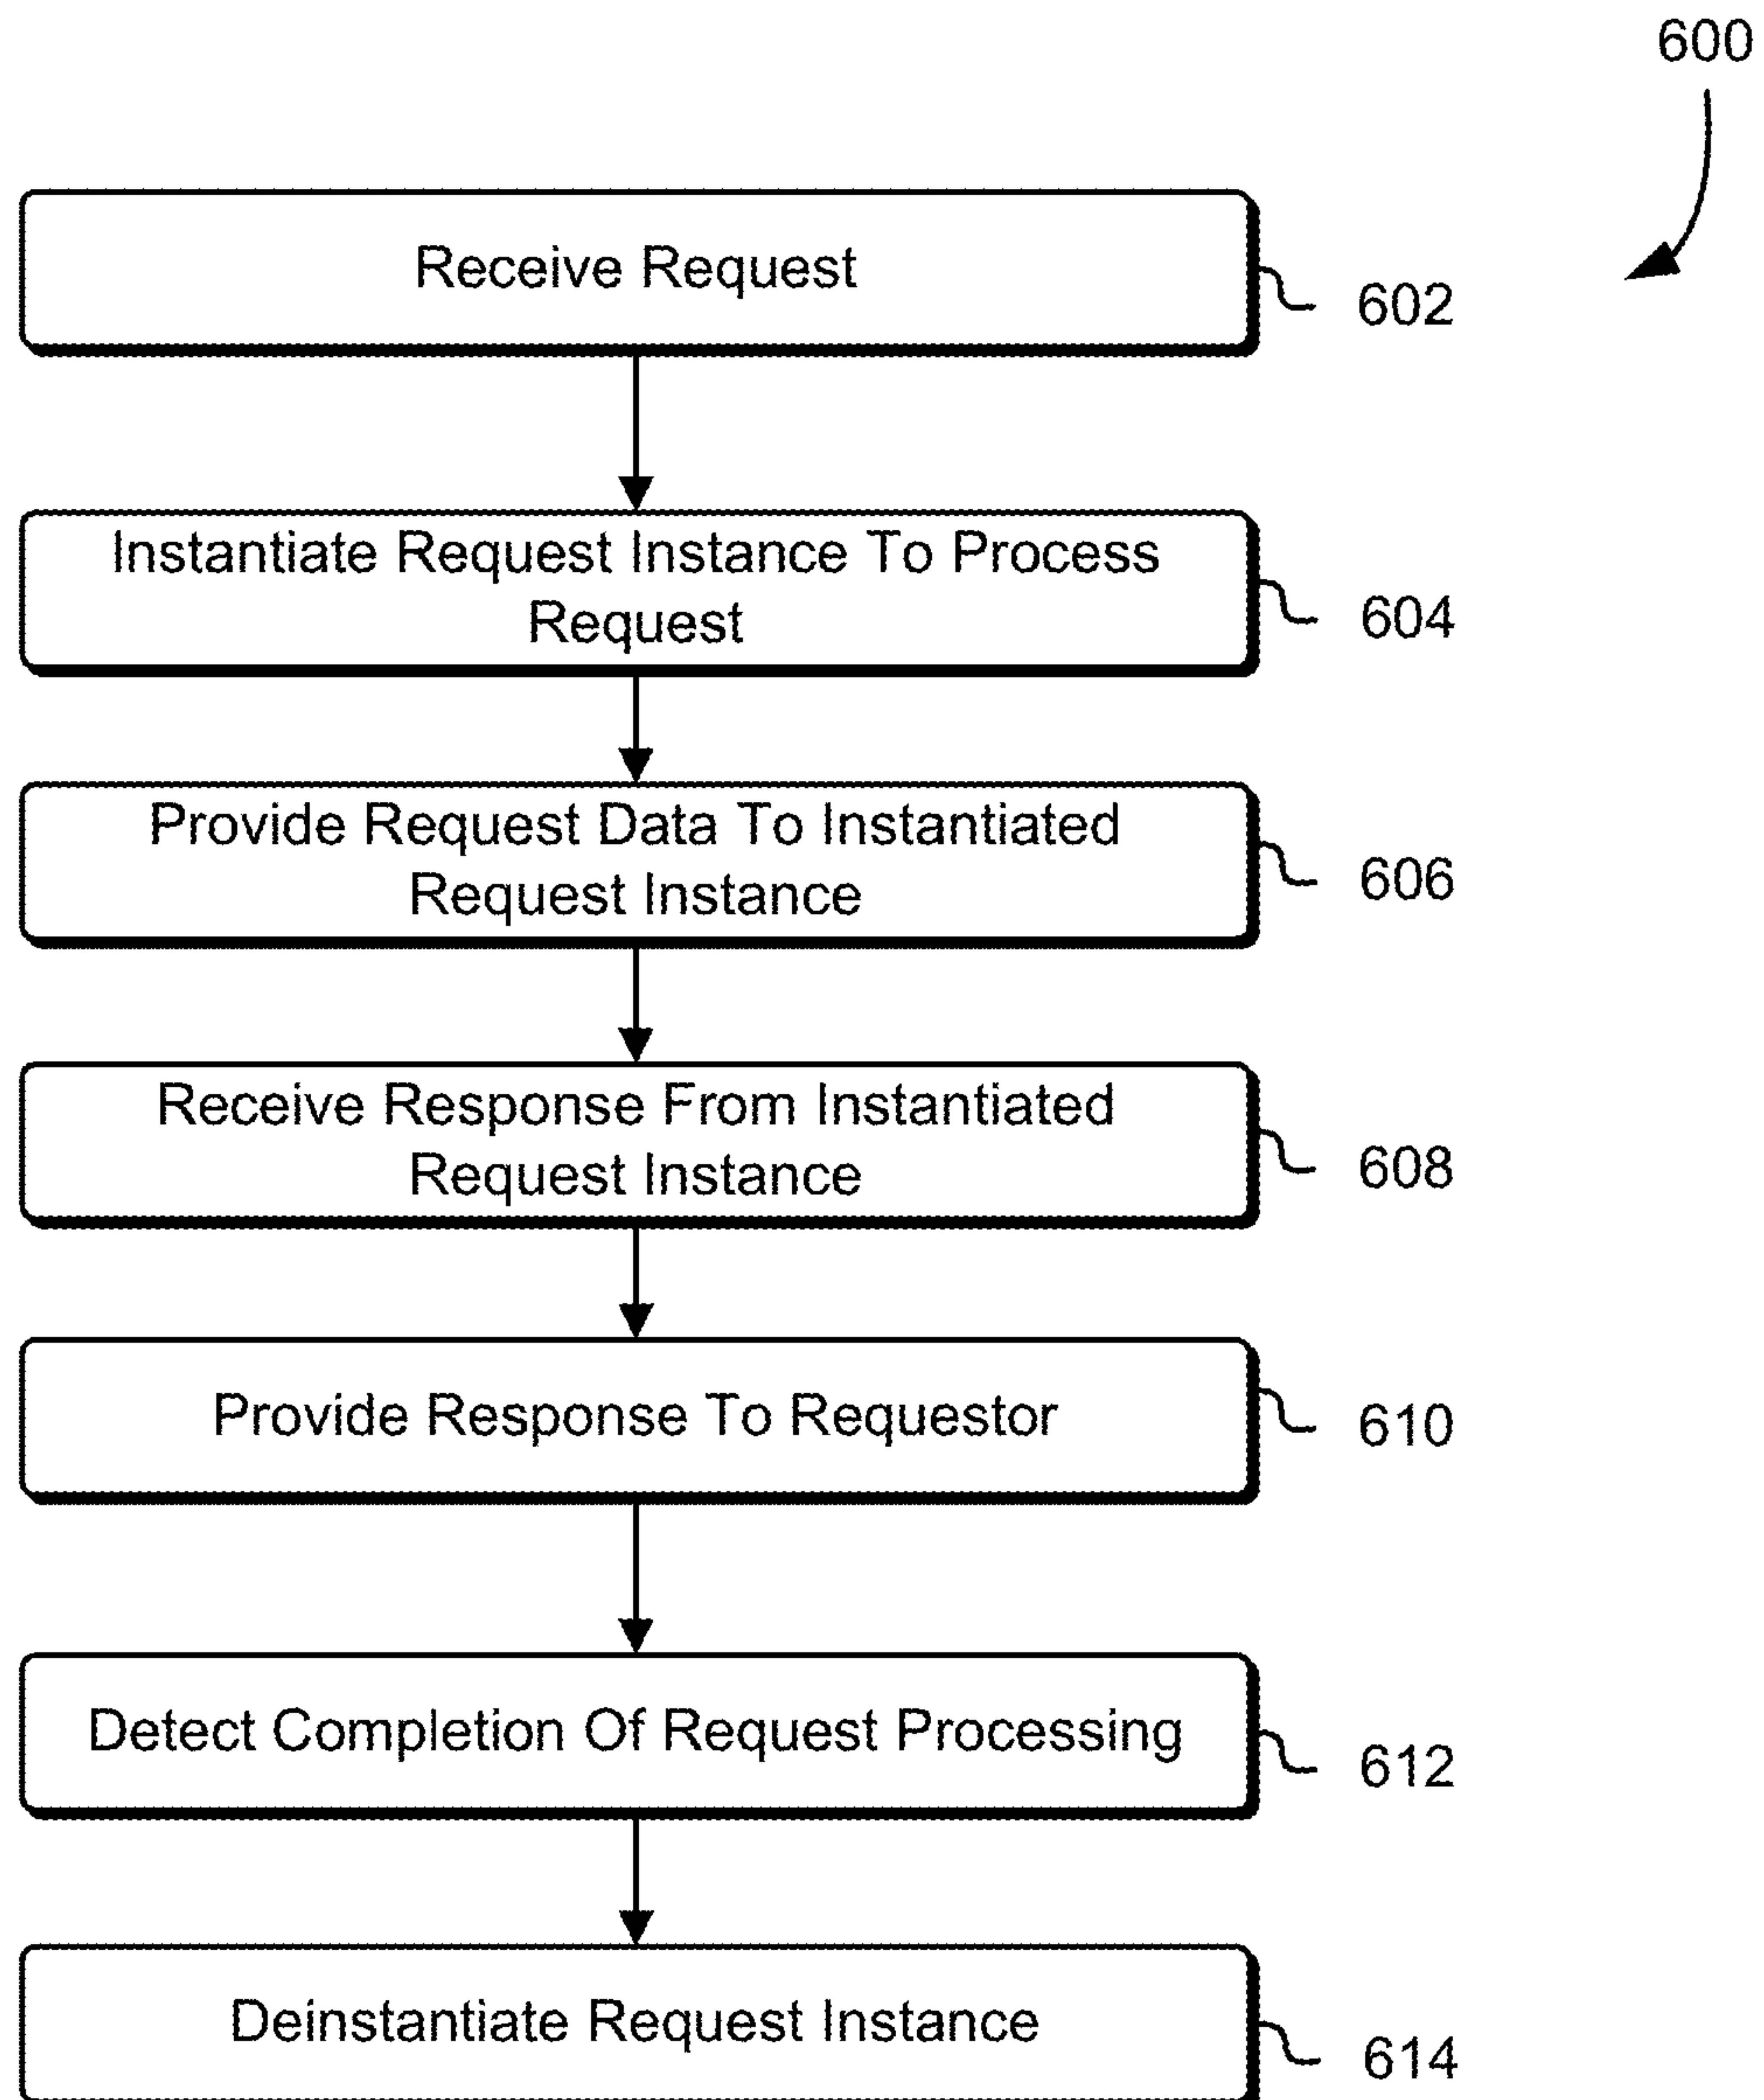 600
Receive Request
602
Instantiate Request Instance To Process
Request
604
Provide Request Data To Instantiated
Request Instance
606
Receive Response From Instantiated
Request Instance
608
Provide Response To Requestor
610
Detect Completion Of Request Processing
612
Deinstantiate Request Instance
614